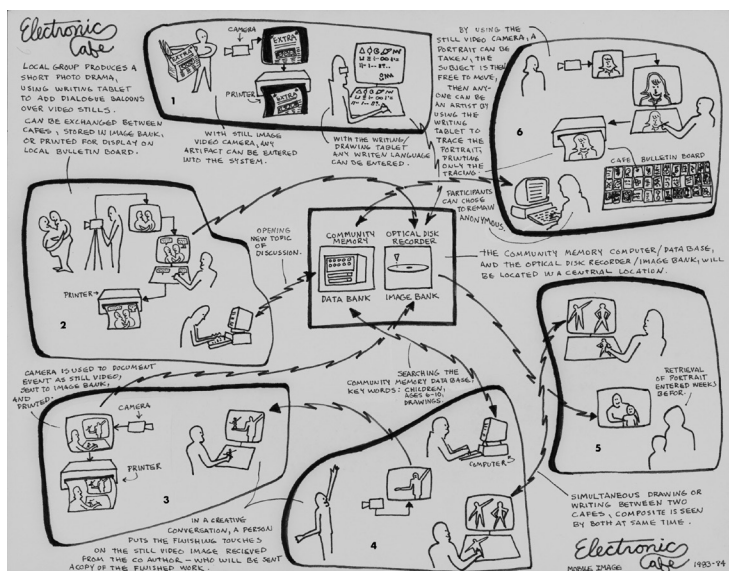 Electronic
Cafe
LOCAL GROUP PRODUCES A
SHORT PHOTO DRAMA,
USING WRITING TABLET
TO ADD DIALOGUE BALOONS
OVER VIDEO STILLS.
CAN BE EXCHANGED BETWEEN
CAFES, STORED IN IMAGE BANK,
OR PRINTED FOR DISPLAY ON
LOCAL BULLETIN BOARD.
CAMERA
EXTRA
EXTRA
PRINTER
EXTRA
1
WITH STILL IMAGE
VIDEO CAMERA, ANY
ARTIFACT CAN BE ENTERED
INTO THE SYSTEM.
WITH THE WRITING/
DRAWING TABLET
ANY WRITEN LANGUAGE
CAN BE ENTERED.
BY USING THE
STILL VIDEO CAMERA, A
PORTRAIT CAN BE
TAKEN, THE
SUBJECT IS THEN
FREE TO MOVE,
THEN ANY-
ONE CAN BE
AN ARTIST BY
USING THE
WRITING
TABLET TO
TRACE THE
PORTRAIT,
PRINTING
ONLY THE
TRACING.
6
CAFE BULLETIN BOARD
PARTICIPANTS
CAN CHOSE
TO REMAIN
ANONYMOUS.
OPENING
NEW TOPIC
OF
DISCUSSION.
COMMUNITY
MEMORY
DATA BANK
OPTICAL DISK
RECORDER
IMAGE BANK
THE COMMUNITY MEMORY COMPUTER/DATA BASE,
AND THE OPTICAL DISK RECORDER/IMAGE BANK, WILL
BE LOCATED IN A CENTRIAL LOCATION.
PRINTER
2
CAMERA IS USED TO DOCUMENT
EVENT AS STILL VIDEO,
SENT TO IMAGE BANK,
AND
PRINTED.
CAMERA
PRINTER
3
SEARCHING THE
COMMUNITY MEMORY DATA BASE,
KEY WORDS: CHILDREN,
AGES 6-10,
DRAWINGS.
COMPUTER
4
RETRIEVAL
OF PORTRAIT
ENTERED WEEKS
BEFOR.
5
IN A CREATIVE
CONVERSATION, A PERSON
PUTS THE FINISHING TOUCHES
ON THE STILL VIDEO IMAGE RECIEVED
FROM THE CO AUTHOR – WHO WILL BE SENT
A COPY OF THE FINISHED WORK.
SIMULTANEOUS DRAWING OR
WRITING BETWEEN TWO
CAFES, COMPOSITE IS SEEN
BY BOTH AT SAME TIME.
Electronic
Cafe
MOBILE IMAGE 1983-84